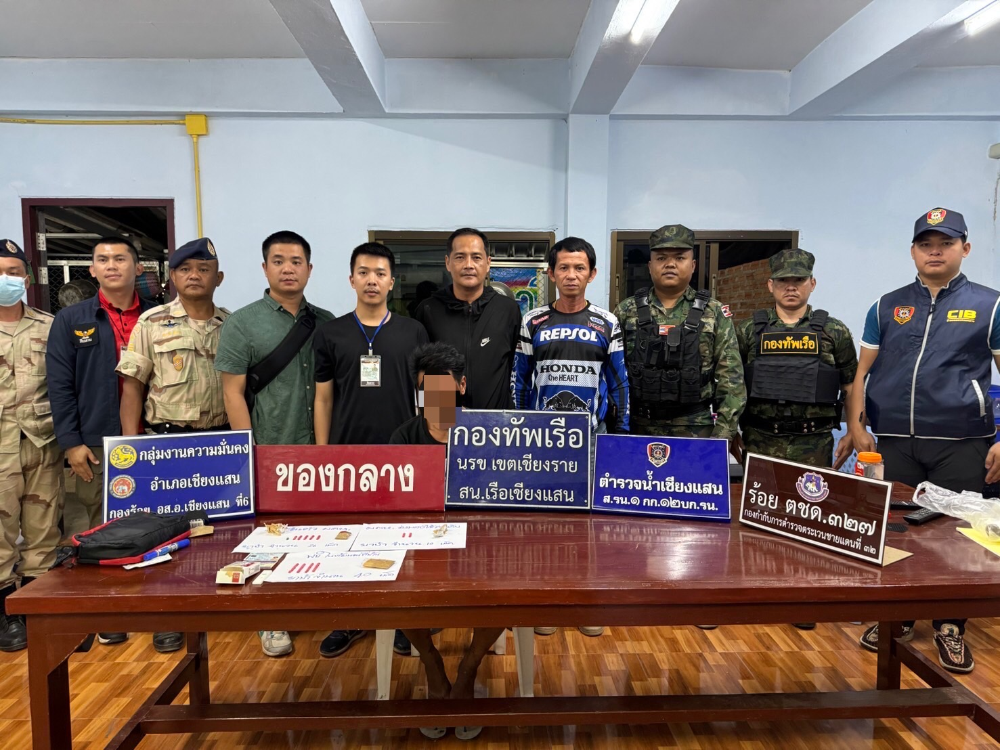 กลุ่มงานความมั่นคง
อำเภอเชียงแสน
กองร้อย อส.อ.เชียงแสน ที่6
ของกลาง
กองทัพเรือ
นรข.เขตเชียงราย
สน.เรือเชียงแสน
ตำรวจน้ำเชียงแสน
ส.รน.๑ กก.๑๒บก.รน.
ร้อย ตชด.๓๒๗
กองกำกับการตำรวจตระเวนชายแดนที่ ๓๒
REPSOL
HONDA
One HEART
กองทัพเรือ
CIB
ยาบ้า จำนวน 50 เม็ด
ยาบ้า จำนวน 10 เม็ด
ยาบ้า จำนวน 40 เม็ด